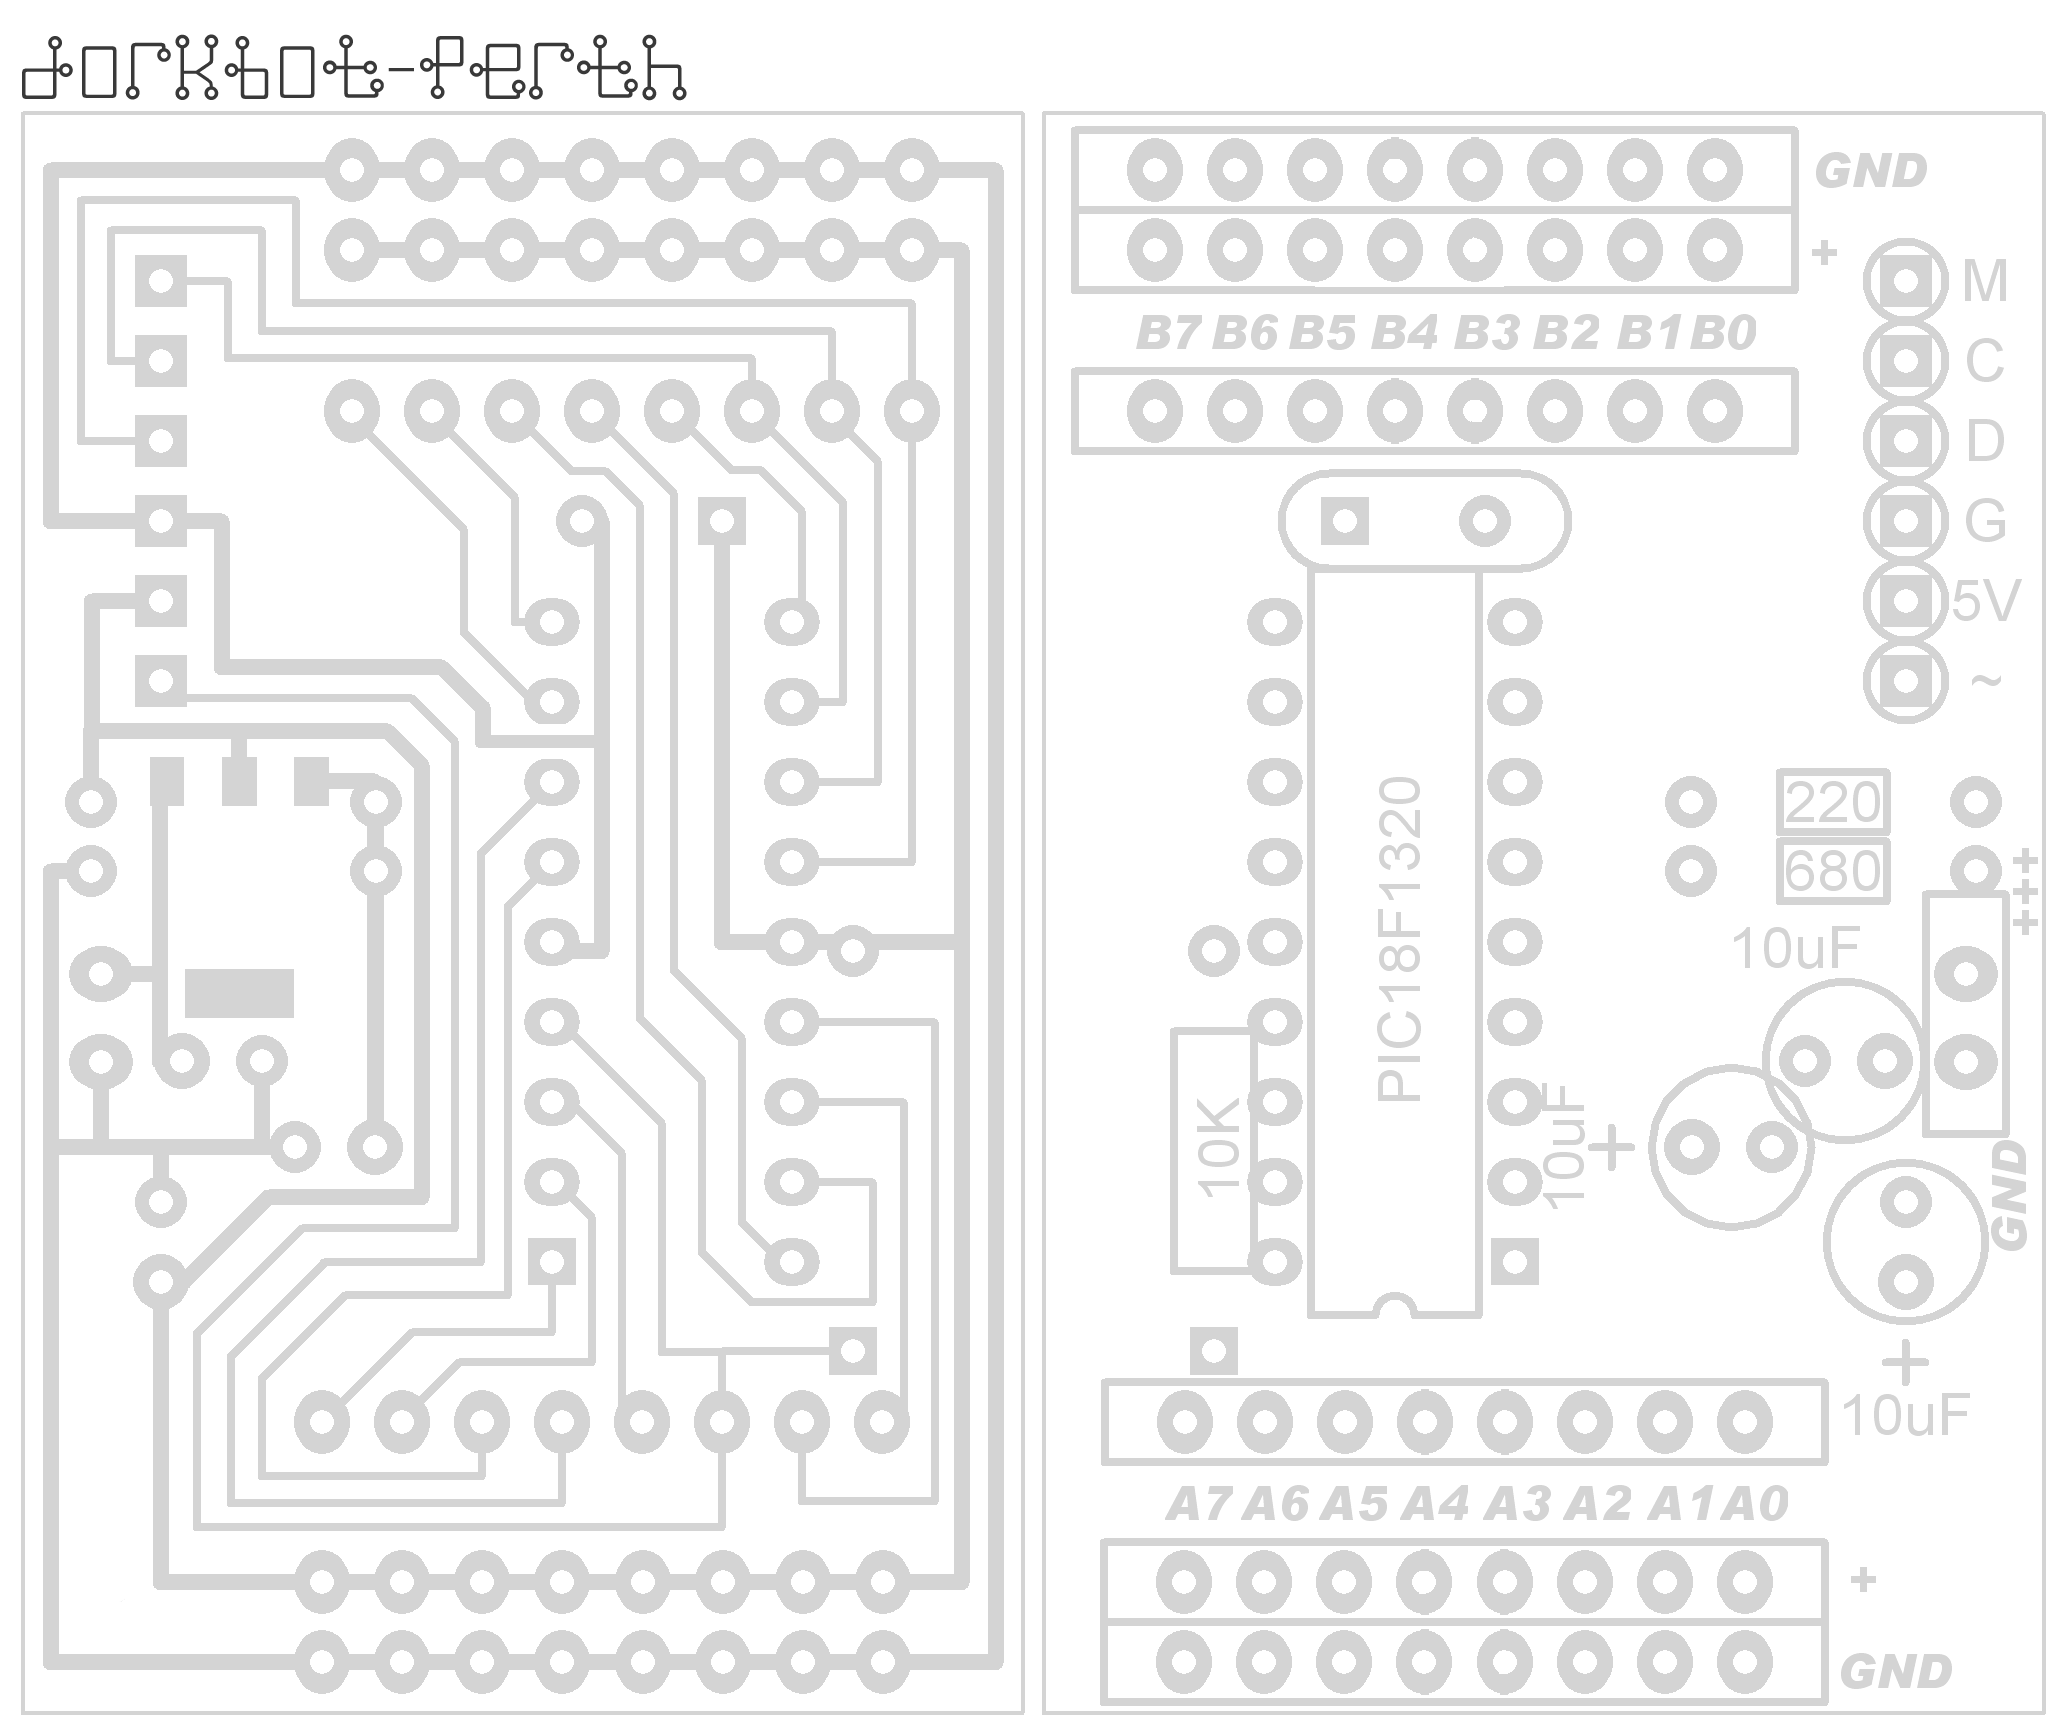 dorkbot-Perth
GND
+
M
B7 B6 B5 B4 B3 B2 B1 B0
C
D
G
5V
~
PIC18F1320
220
680
+++
10uF
10K
10uF
+
GND
+
10uF
A7 A6 A5 A4 A3 A2 A1 A0
+
GND